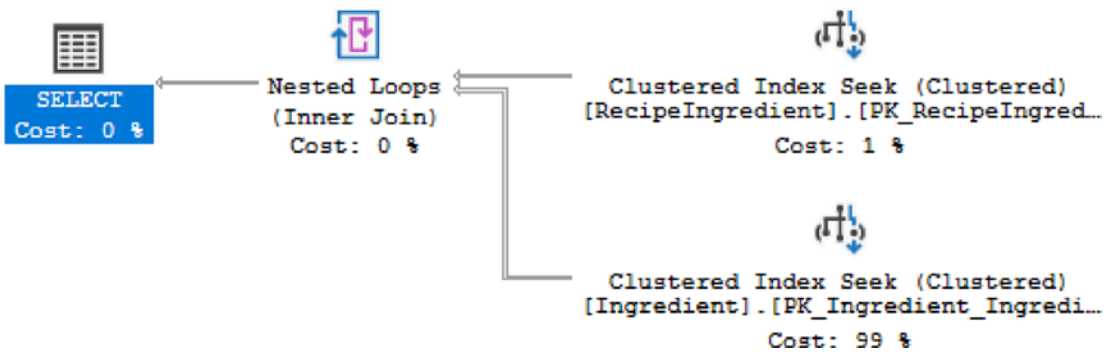 SELECT
Cost: 0 %
Nested Loops
(Inner Join)
Cost: 0 %
Clustered Index Seek (Clustered)
[RecipeIngredient].[PK_RecipeIngred…
Cost: 1 %
Clustered Index Seek (Clustered)
[Ingredient].[PK_Ingredient_Ingredi…
Cost: 99 %